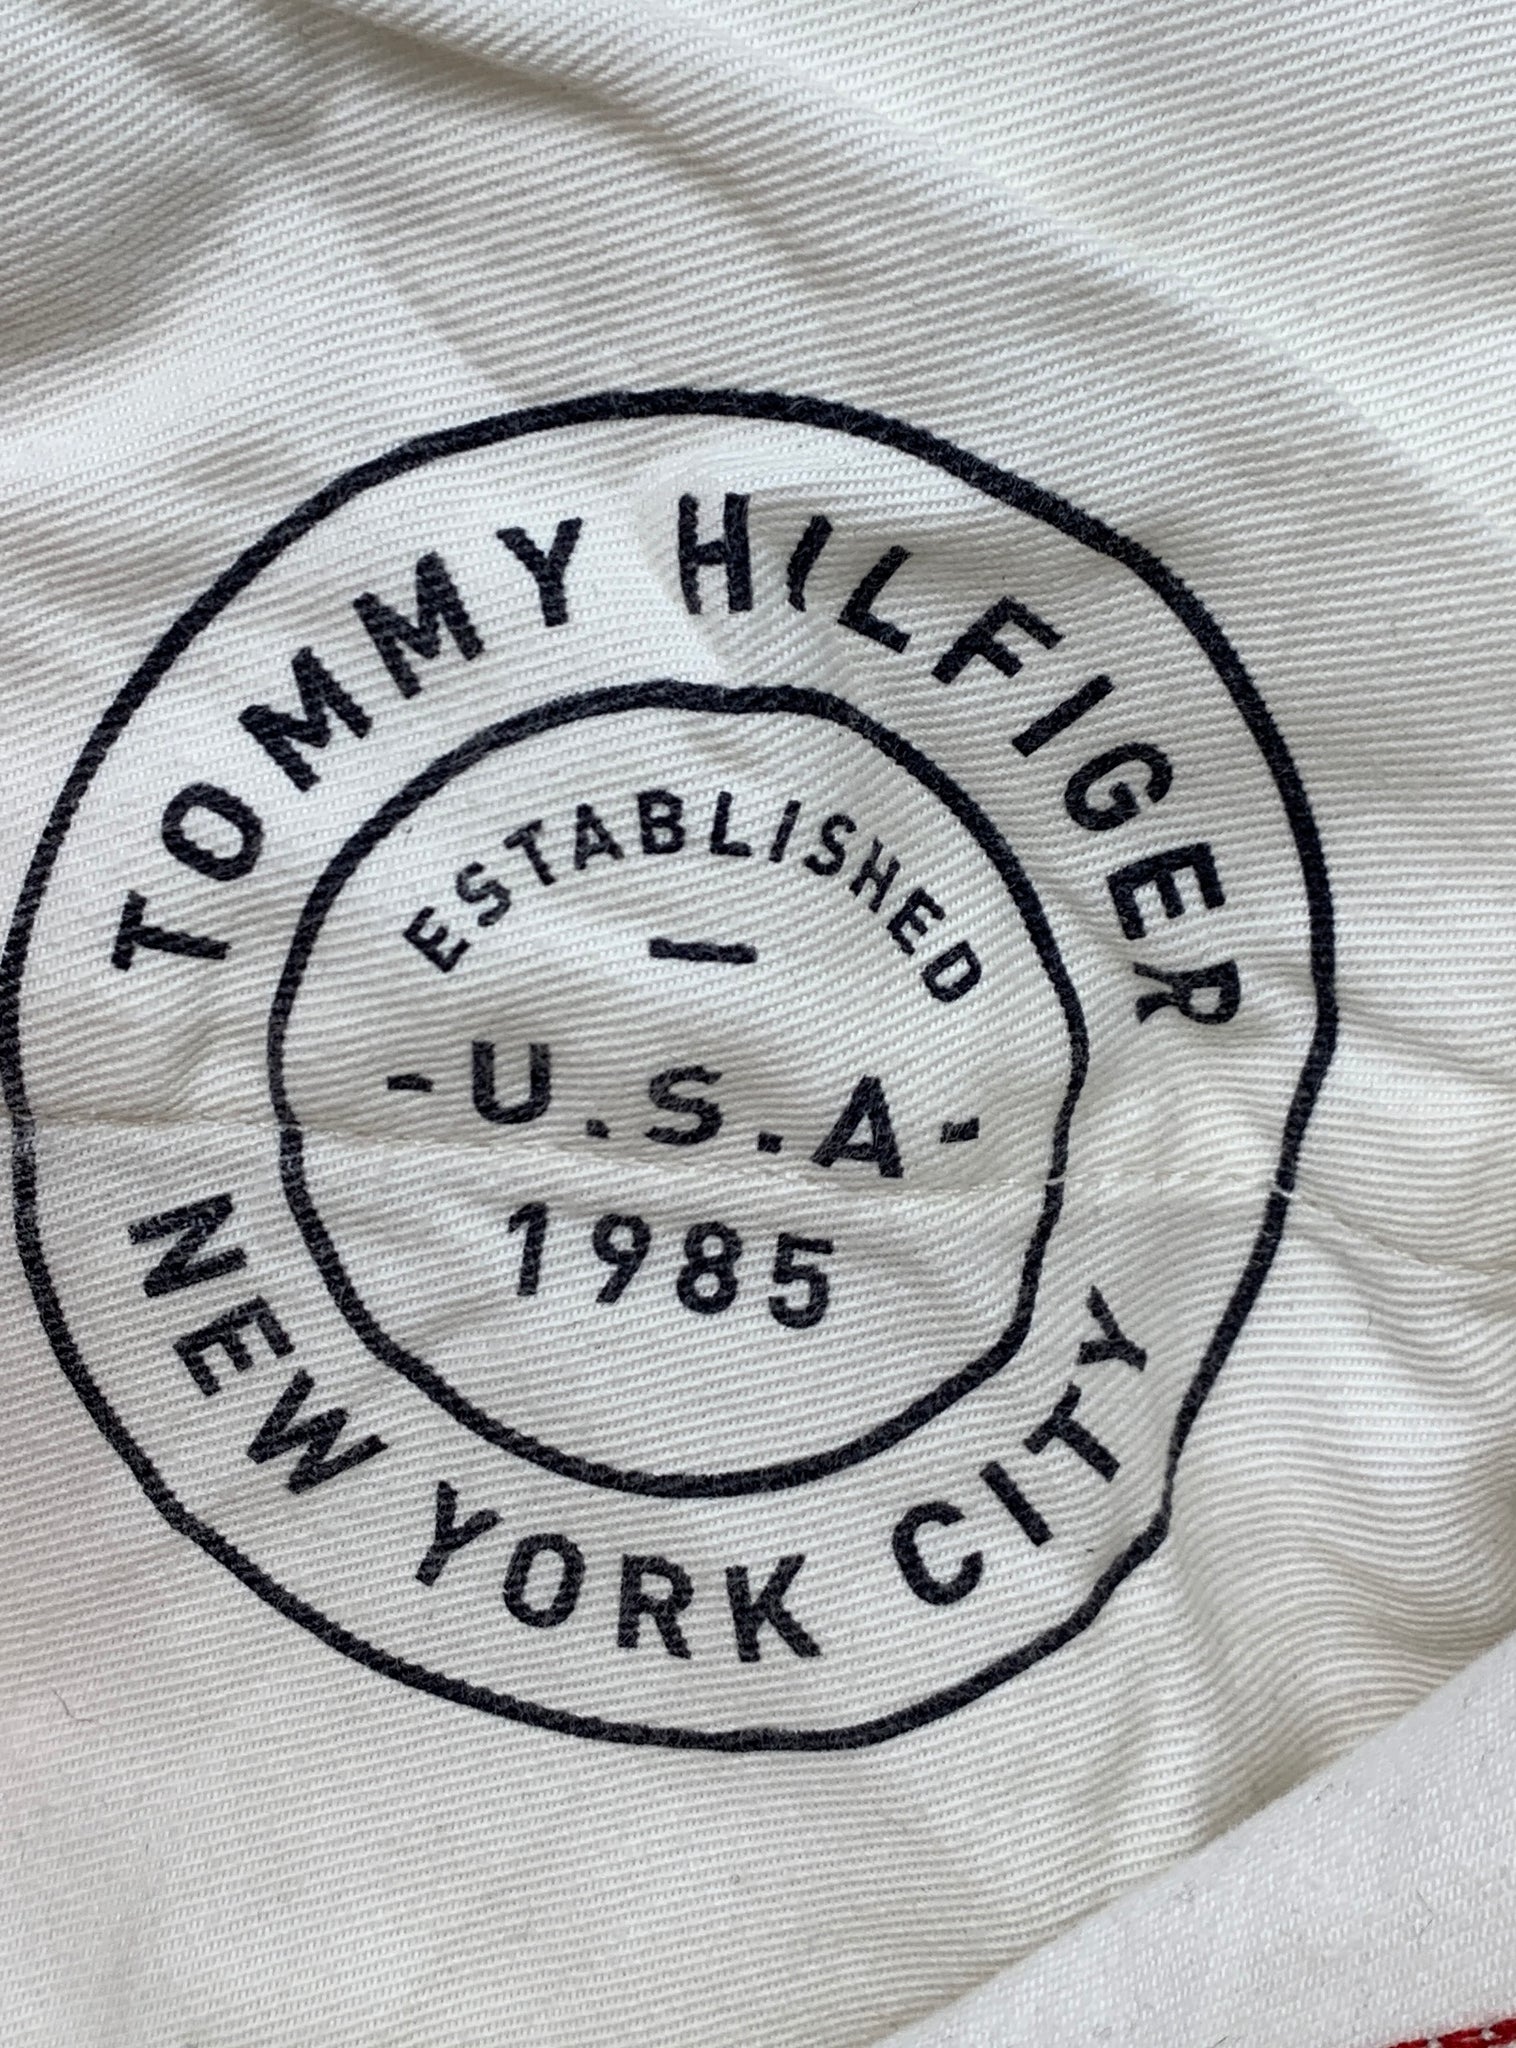 TOMMY HILFIGER
ESTABLISHED
-U.S.A-
1985
NEW YORK CITY